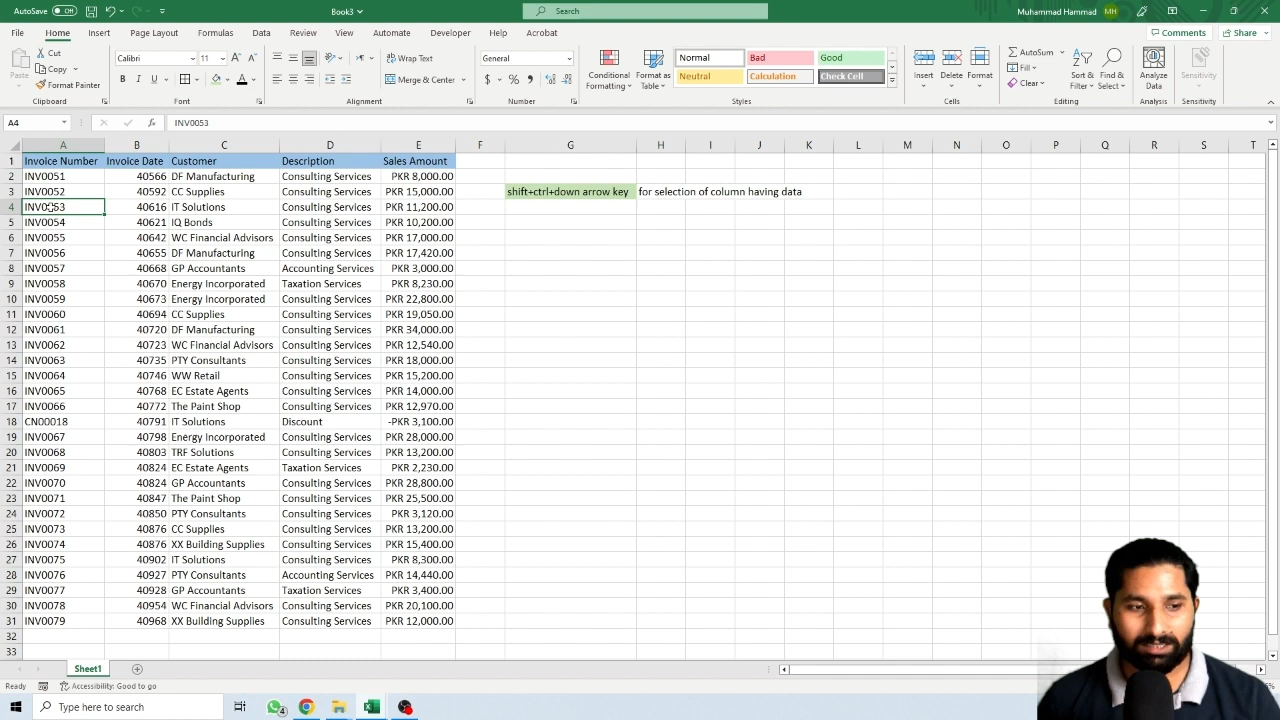 AutoSave Off Book3 Search Muhammad Hammad MH
File Home Insert Page Layout Formulas Data Review View Automate Developer Help Acrobat Comments Share
Paste Cut Copy Format Painter
Calibri 11 A A
B I U A
Wrap Text
Merge & Center
General
$ %
Conditional Formatting Format as Table
Normal Bad Good
Neutral Calculation Check Cell
Insert Delete Format
AutoSum Fill Clear
Sort & Filter Find & Select
Analyze Data
Sensitivity
Clipboard Font Alignment Number Styles Cells Editing Analysis Sensitivity
A4 fx INV0053
A B C D E F G H I J K L M N O P Q R S T
1 Invoice Number Invoice Date Customer Description Sales Amount
2 INV0051 40566 DF Manufacturing Consulting Services PKR 8,000.00
3 INV0052 40592 CC Supplies Consulting Services PKR 15,000.00 shift+ctrl+down arrow key for selection of column having data
4 INV0053 40616 IT Solutions Consulting Services PKR 11,200.00
5 INV0054 40621 IQ Bonds Consulting Services PKR 10,200.00
6 INV0055 40642 WC Financial Advisors Consulting Services PKR 17,000.00
7 INV0056 40655 DF Manufacturing Consulting Services PKR 17,420.00
8 INV0057 40668 GP Accountants Accounting Services PKR 3,000.00
9 INV0058 40670 Energy Incorporated Taxation Services PKR 8,230.00
10 INV0059 40673 Energy Incorporated Consulting Services PKR 22,800.00
11 INV0060 40694 CC Supplies Consulting Services PKR 19,050.00
12 INV0061 40720 DF Manufacturing Consulting Services PKR 34,000.00
13 INV0062 40723 WC Financial Advisors Consulting Services PKR 12,540.00
14 INV0063 40735 PTY Consultants Consulting Services PKR 18,000.00
15 INV0064 40746 WW Retail Consulting Services PKR 15,200.00
16 INV0065 40768 EC Estate Agents Consulting Services PKR 14,000.00
17 INV0066 40772 The Paint Shop Consulting Services PKR 12,970.00
18 CN00018 40791 IT Solutions Discount -PKR 3,100.00
19 INV0067 40798 Energy Incorporated Consulting Services PKR 28,000.00
20 INV0068 40803 TRF Solutions Consulting Services PKR 13,200.00
21 INV0069 40824 EC Estate Agents Taxation Services PKR 2,230.00
22 INV0070 40824 GP Accountants Consulting Services PKR 28,800.00
23 INV0071 40847 The Paint Shop Consulting Services PKR 25,500.00
24 INV0072 40850 PTY Consultants Consulting Services PKR 3,120.00
25 INV0073 40876 CC Supplies Consulting Services PKR 13,200.00
26 INV0074 40876 XX Building Supplies Consulting Services PKR 15,400.00
27 INV0075 40902 IT Solutions Consulting Services PKR 8,300.00
28 INV0076 40927 PTY Consultants Accounting Services PKR 14,440.00
29 INV0077 40928 GP Accountants Taxation Services PKR 3,400.00
30 INV0078 40954 WC Financial Advisors Consulting Services PKR 20,100.00
31 INV0079 40968 XX Building Supplies Consulting Services PKR 12,000.00
32
33
Sheet1
Ready Accessibility: Good to go
Type here to search 4